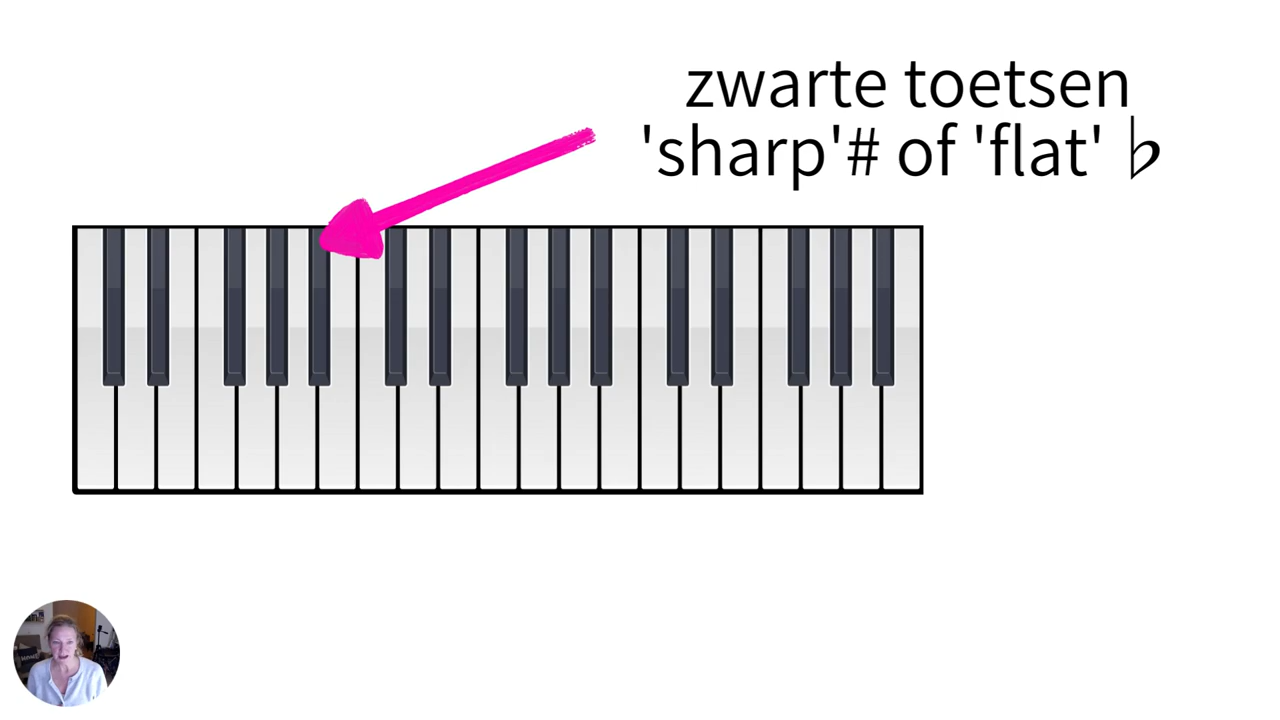 zwarte toetsen
'sharp'# of 'flat' ♭